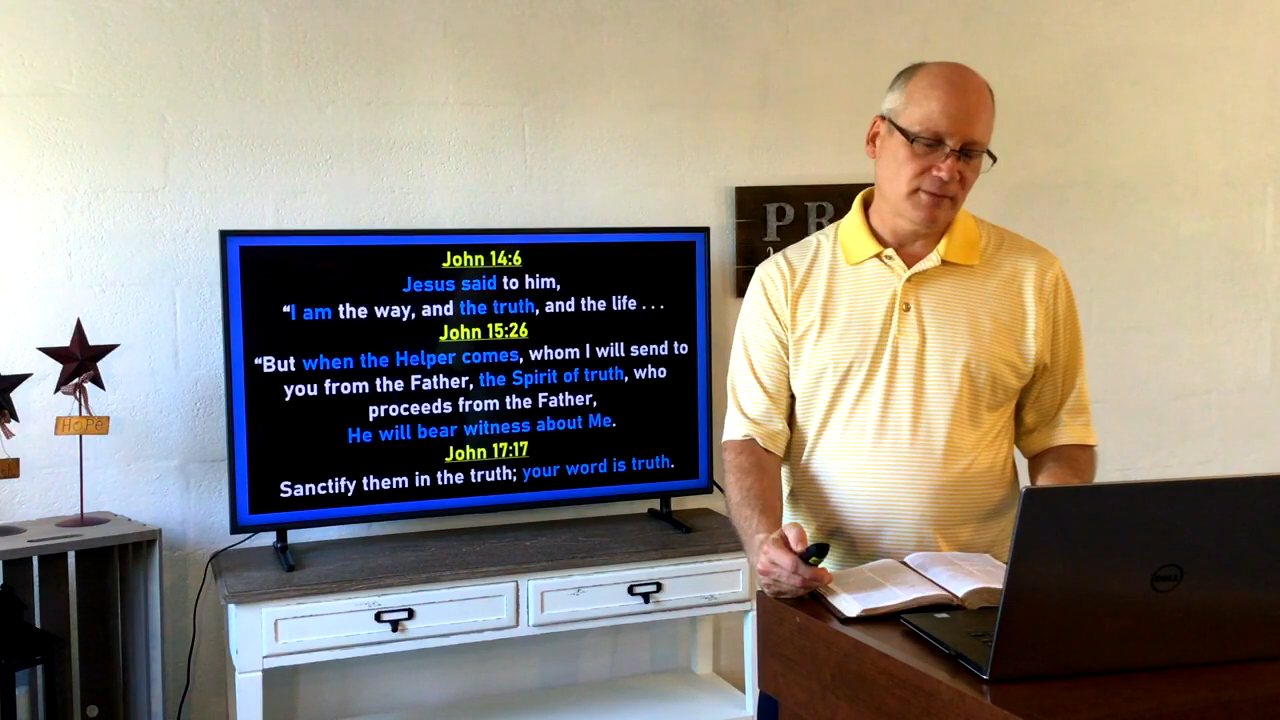 John 14:6
Jesus said to him,
“I am the way, and the truth, and the life . . .
John 15:26
“But when the Helper comes, whom I will send to
you from the Father, the Spirit of truth, who
proceeds from the Father,
He will bear witness about Me.
John 17:17
Sanctify them in the truth; your word is truth.
PR
HOPe
DELL